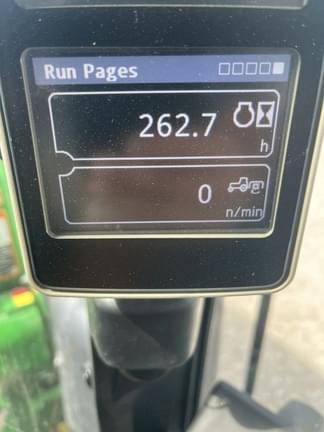 Run Pages
262.7
h
0
n/min